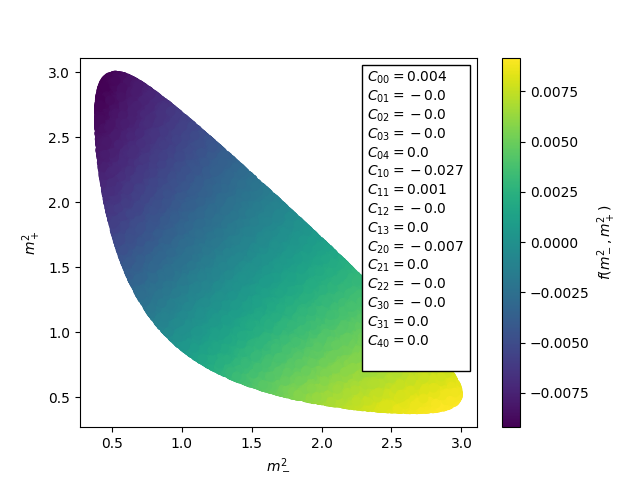 3.0
2.5
2.0
1.5
1.0
0.5
m²₊
0.5 1.0 1.5 2.0 2.5 3.0
m²₋
C₀₀ = 0.004
C₀₁ = −0.0
C₀₂ = −0.0
C₀₃ = −0.0
C₀₄ = 0.0
C₁₀ = −0.027
C₁₁ = 0.001
C₁₂ = −0.0
C₁₃ = 0.0
C₂₀ = −0.007
C₂₁ = 0.0
C₂₂ = −0.0
C₃₀ = −0.0
C₃₁ = 0.0
C₄₀ = 0.0
0.0075
0.0050
0.0025
0.0000
−0.0025
−0.0050
−0.0075
f(m²₋, m²₊)